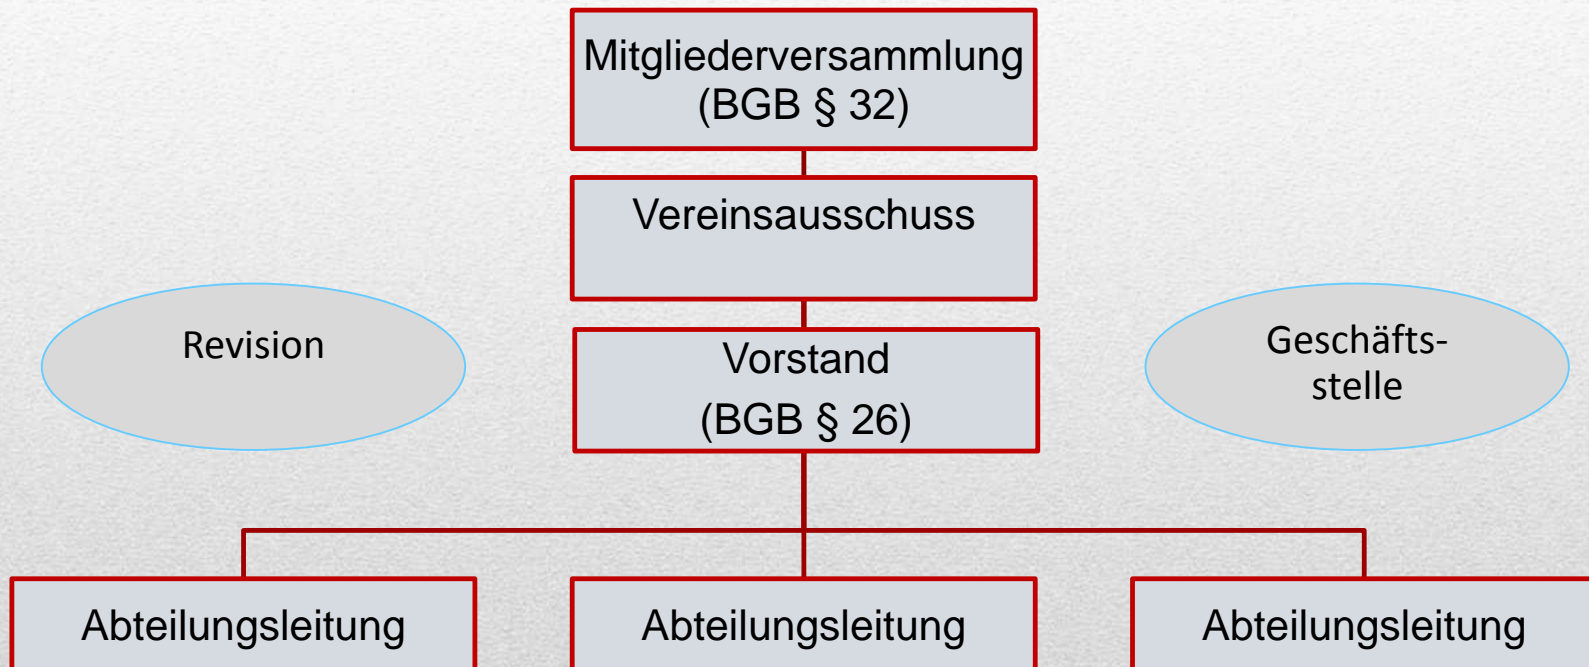 Mitgliederversammlung
(BGB § 32)
Vereinsausschuss
Revision
Vorstand
(BGB § 26)
Geschäfts-
stelle
Abteilungsleitung
Abteilungsleitung
Abteilungsleitung